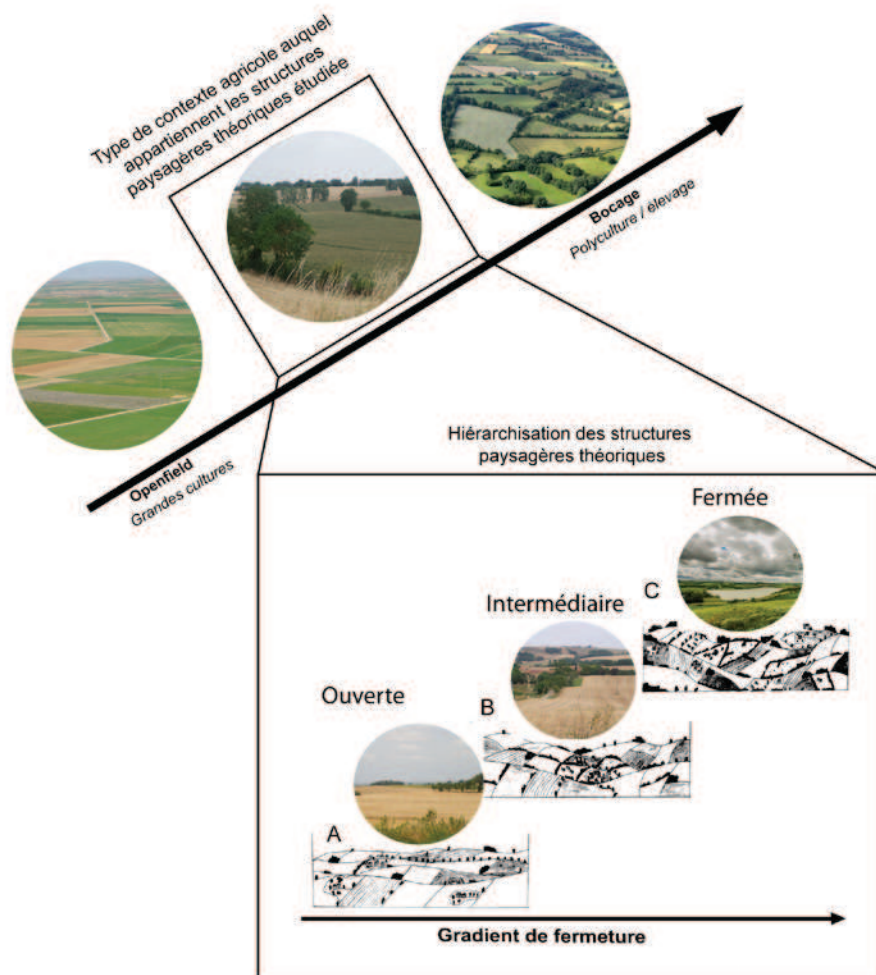 Type de contexte agricole auquel
appartiennent les structures
paysagères théoriques étudiée
Bocage
Polyculture / élevage
Openfield
Grandes cultures
Hiérarchisation des structures
paysagères théoriques
Fermée
C
Intermédiaire
B
Ouverte
A
Gradient de fermeture